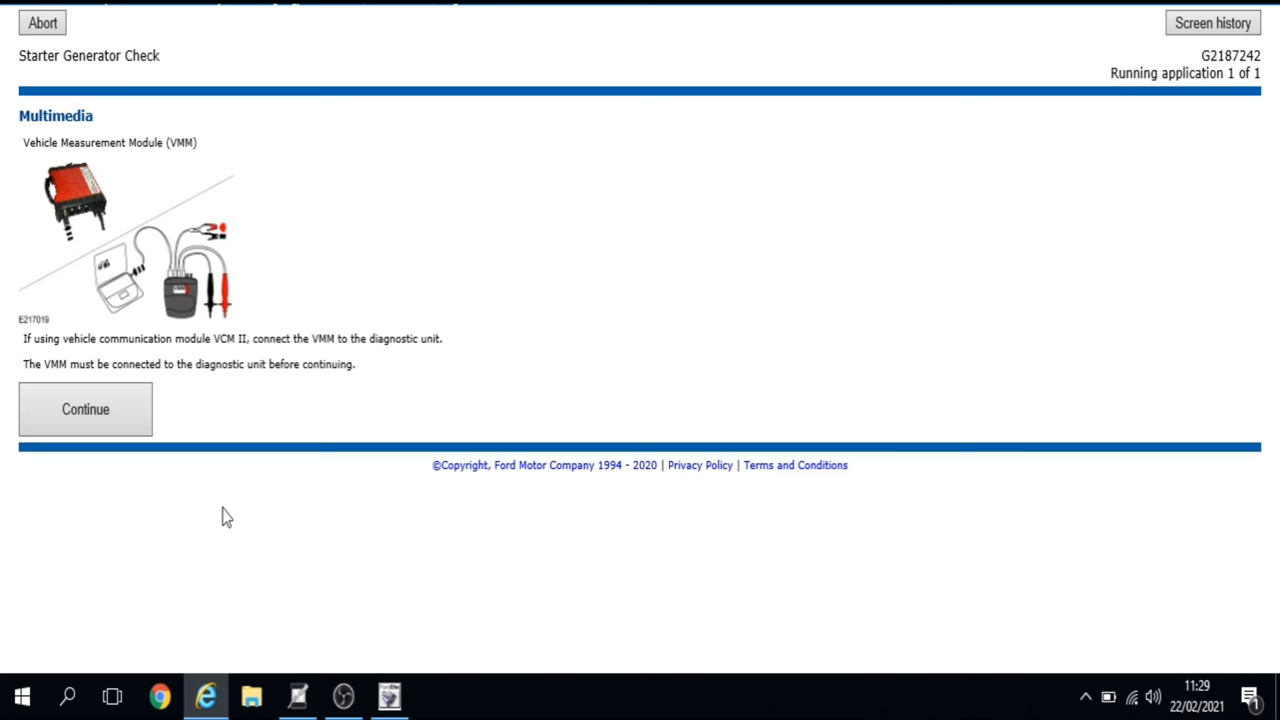 Abort
Screen history
Starter Generator Check
G2187242
Running application 1 of 1
Multimedia
Vehicle Measurement Module (VMM)
E217019
If using vehicle communication module VCM II, connect the VMM to the diagnostic unit.
The VMM must be connected to the diagnostic unit before continuing.
Continue
©Copyright, Ford Motor Company 1994 - 2020 | Privacy Policy | Terms and Conditions
11:29
22/02/2021
1